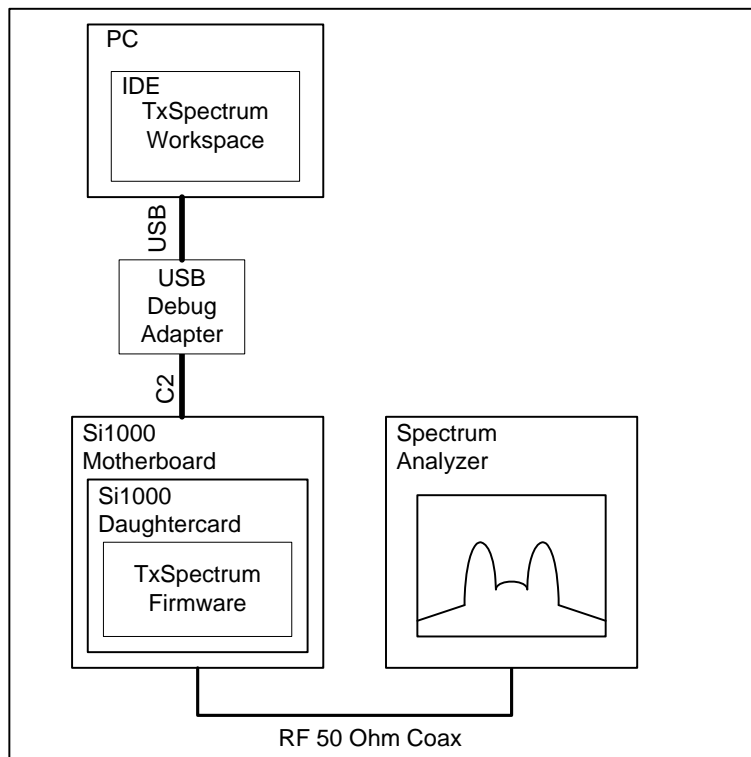 PC
IDE
TxSpectrum
Workspace
USB
USB
Debug
Adapter
C2
Si1000
Motherboard
Si1000
Daughtercard
TxSpectrum
Firmware
Spectrum
Analyzer
RF 50 Ohm Coax